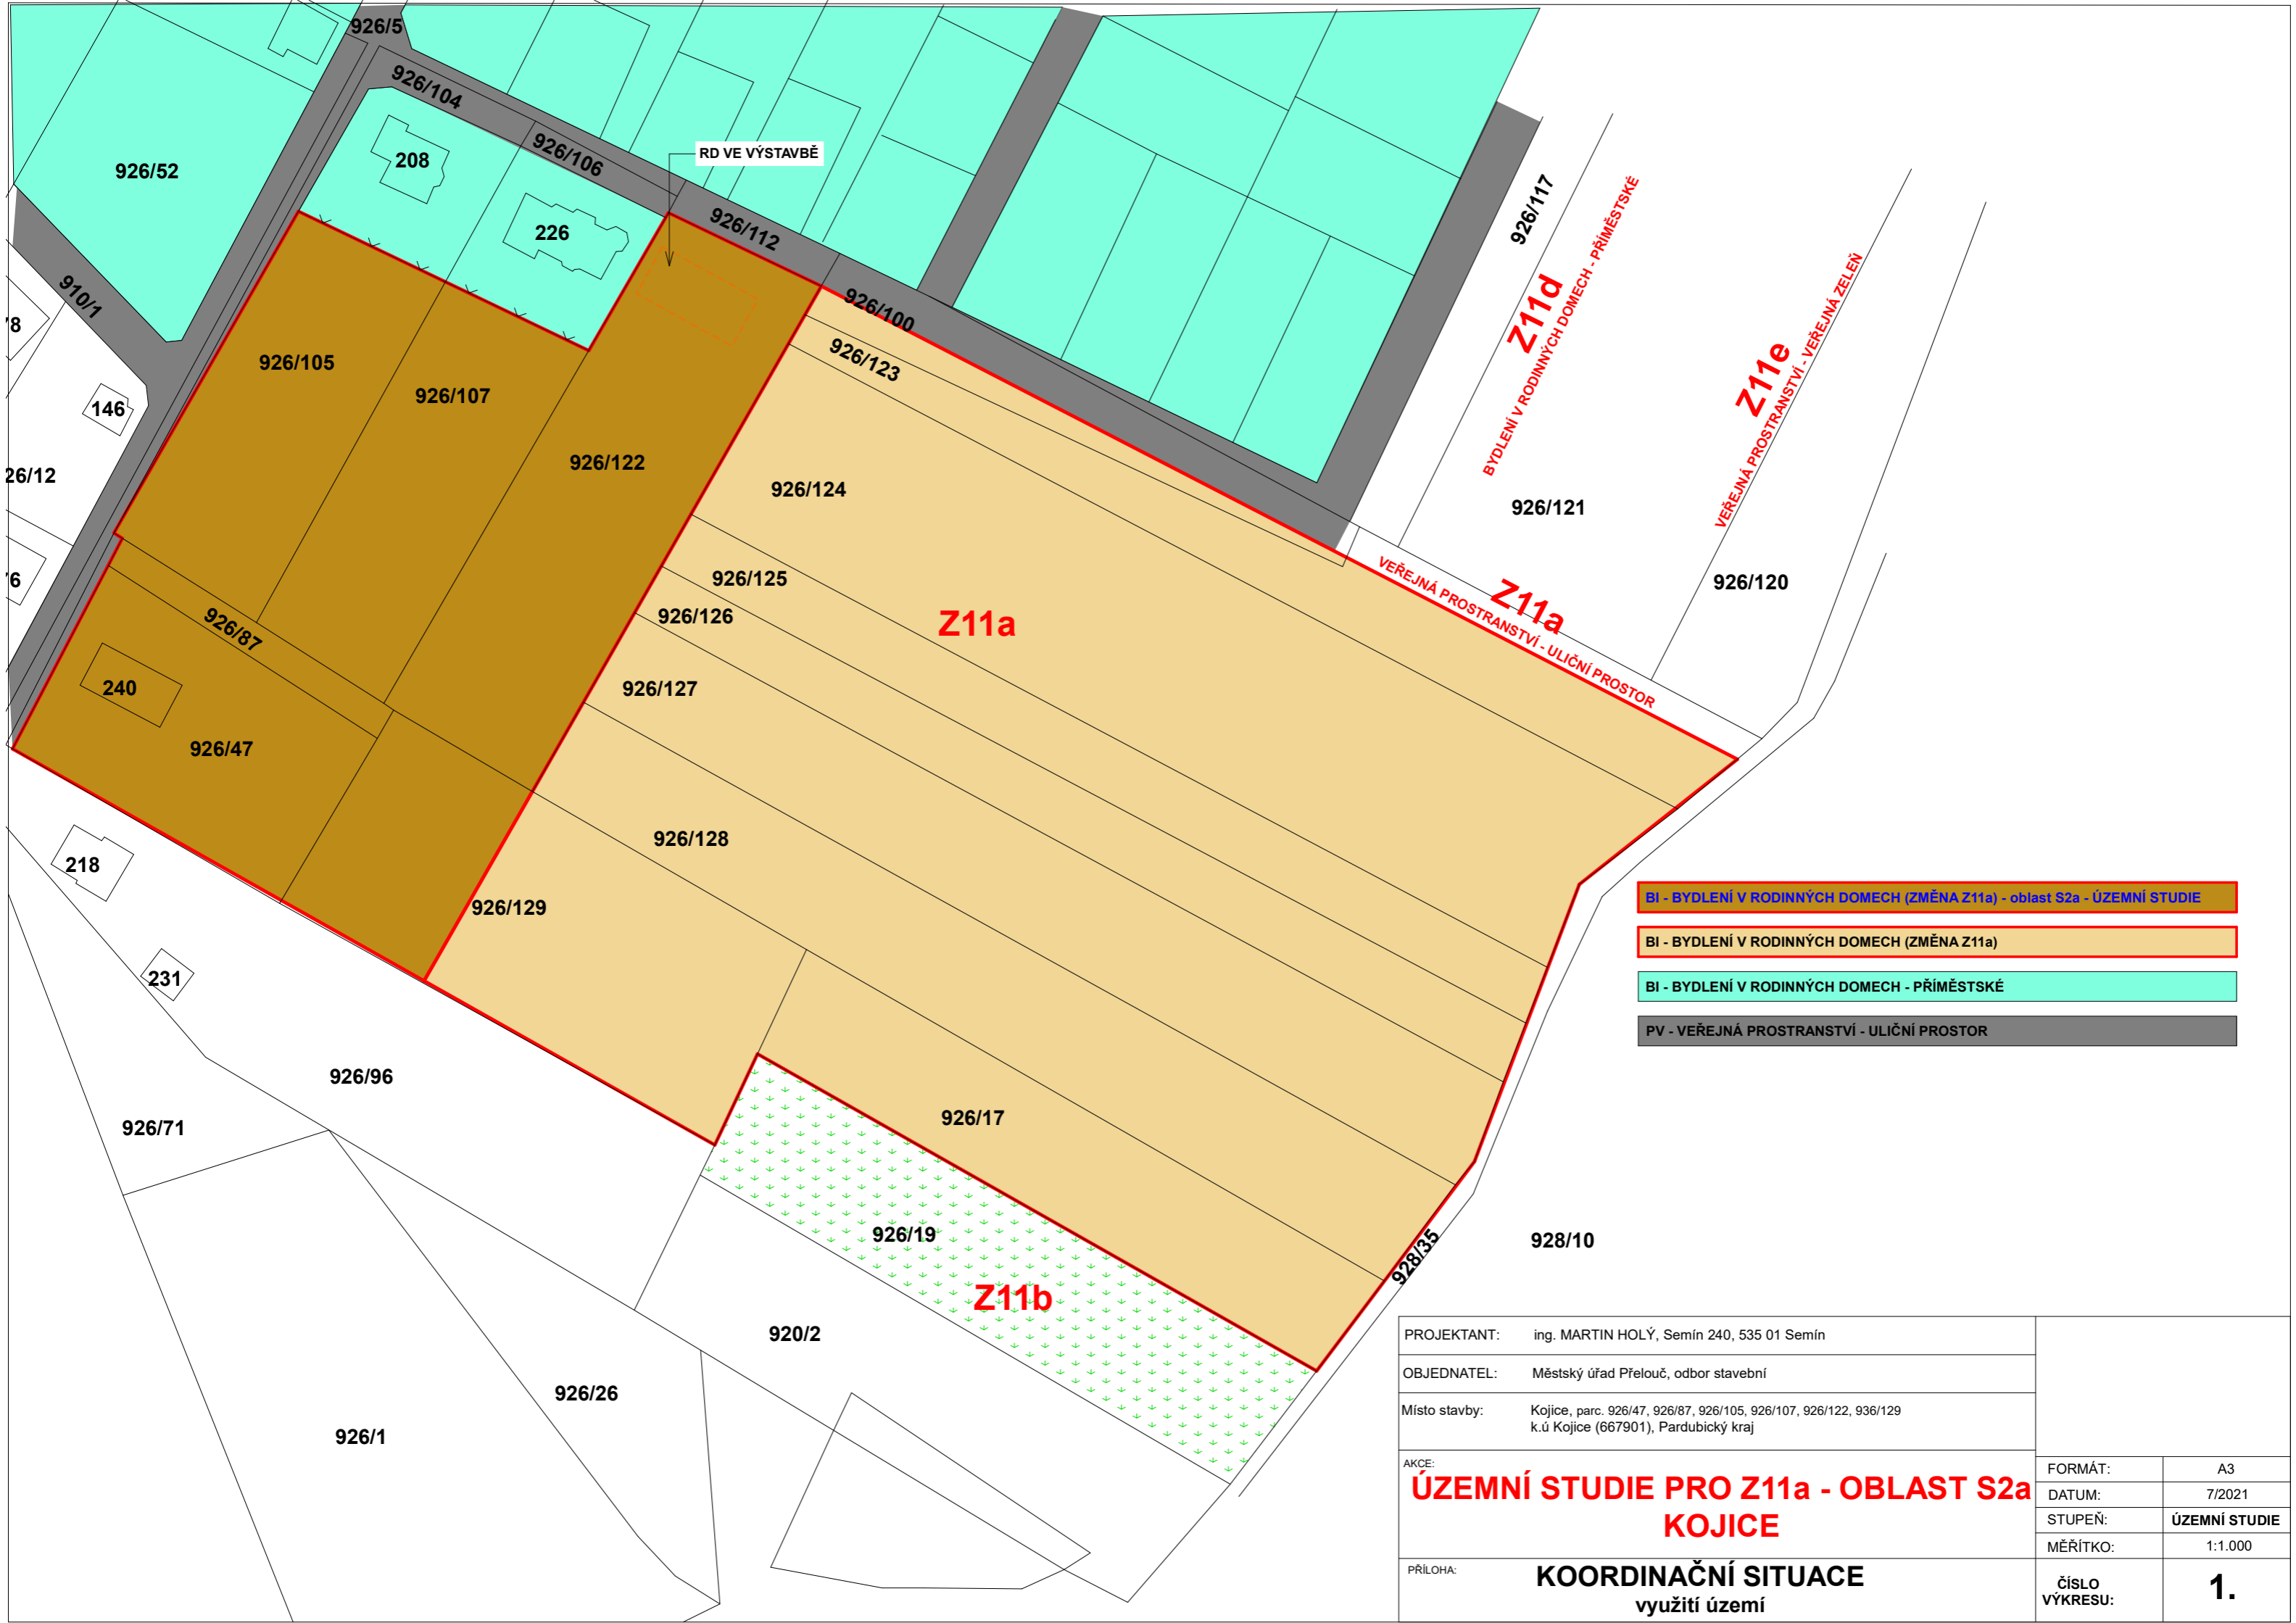 926/5
926/104
926/52
208
926/106
RD VE VÝSTAVBĚ
226
926/112
926/117
Z11d
BYDLENÍ V RODINNÝCH DOMECH - PŘÍMĚSTSKÉ
Z11e
VEŘEJNÁ PROSTRANSTVÍ - VEŘEJNÁ ZELEŇ
910/1
926/100
926/123
926/105
926/107
146
926/122
26/12
926/124
926/121
926/125
926/120
926/126
Z11a
Z11a
VEŘEJNÁ PROSTRANSTVÍ - ULIČNÍ PROSTOR
926/87
240
926/127
926/47
926/128
218
926/129
231
926/96
926/17
926/71
926/19
928/35
928/10
Z11b
920/2
926/26
926/1
BI - BYDLENÍ V RODINNÝCH DOMECH (ZMĚNA Z11a) - oblast S2a - ÚZEMNÍ STUDIE
BI - BYDLENÍ V RODINNÝCH DOMECH (ZMĚNA Z11a)
BI - BYDLENÍ V RODINNÝCH DOMECH - PŘÍMĚSTSKÉ
PV - VEŘEJNÁ PROSTRANSTVÍ - ULIČNÍ PROSTOR
PROJEKTANT: ing. MARTIN HOLÝ, Semín 240, 535 01 Semín
OBJEDNATEL: Městský úřad Přelouč, odbor stavební
Místo stavby: Kojice, parc. 926/47, 926/87, 926/105, 926/107, 926/122, 936/129
k.ú Kojice (667901), Pardubický kraj
AKCE:
ÚZEMNÍ STUDIE PRO Z11a - OBLAST S2a
KOJICE
PŘÍLOHA: KOORDINAČNÍ SITUACE
využití území
FORMÁT: A3
DATUM: 7/2021
STUPEŇ: ÚZEMNÍ STUDIE
MĚŘÍTKO: 1:1.000
ČÍSLO
VÝKRESU: 1.